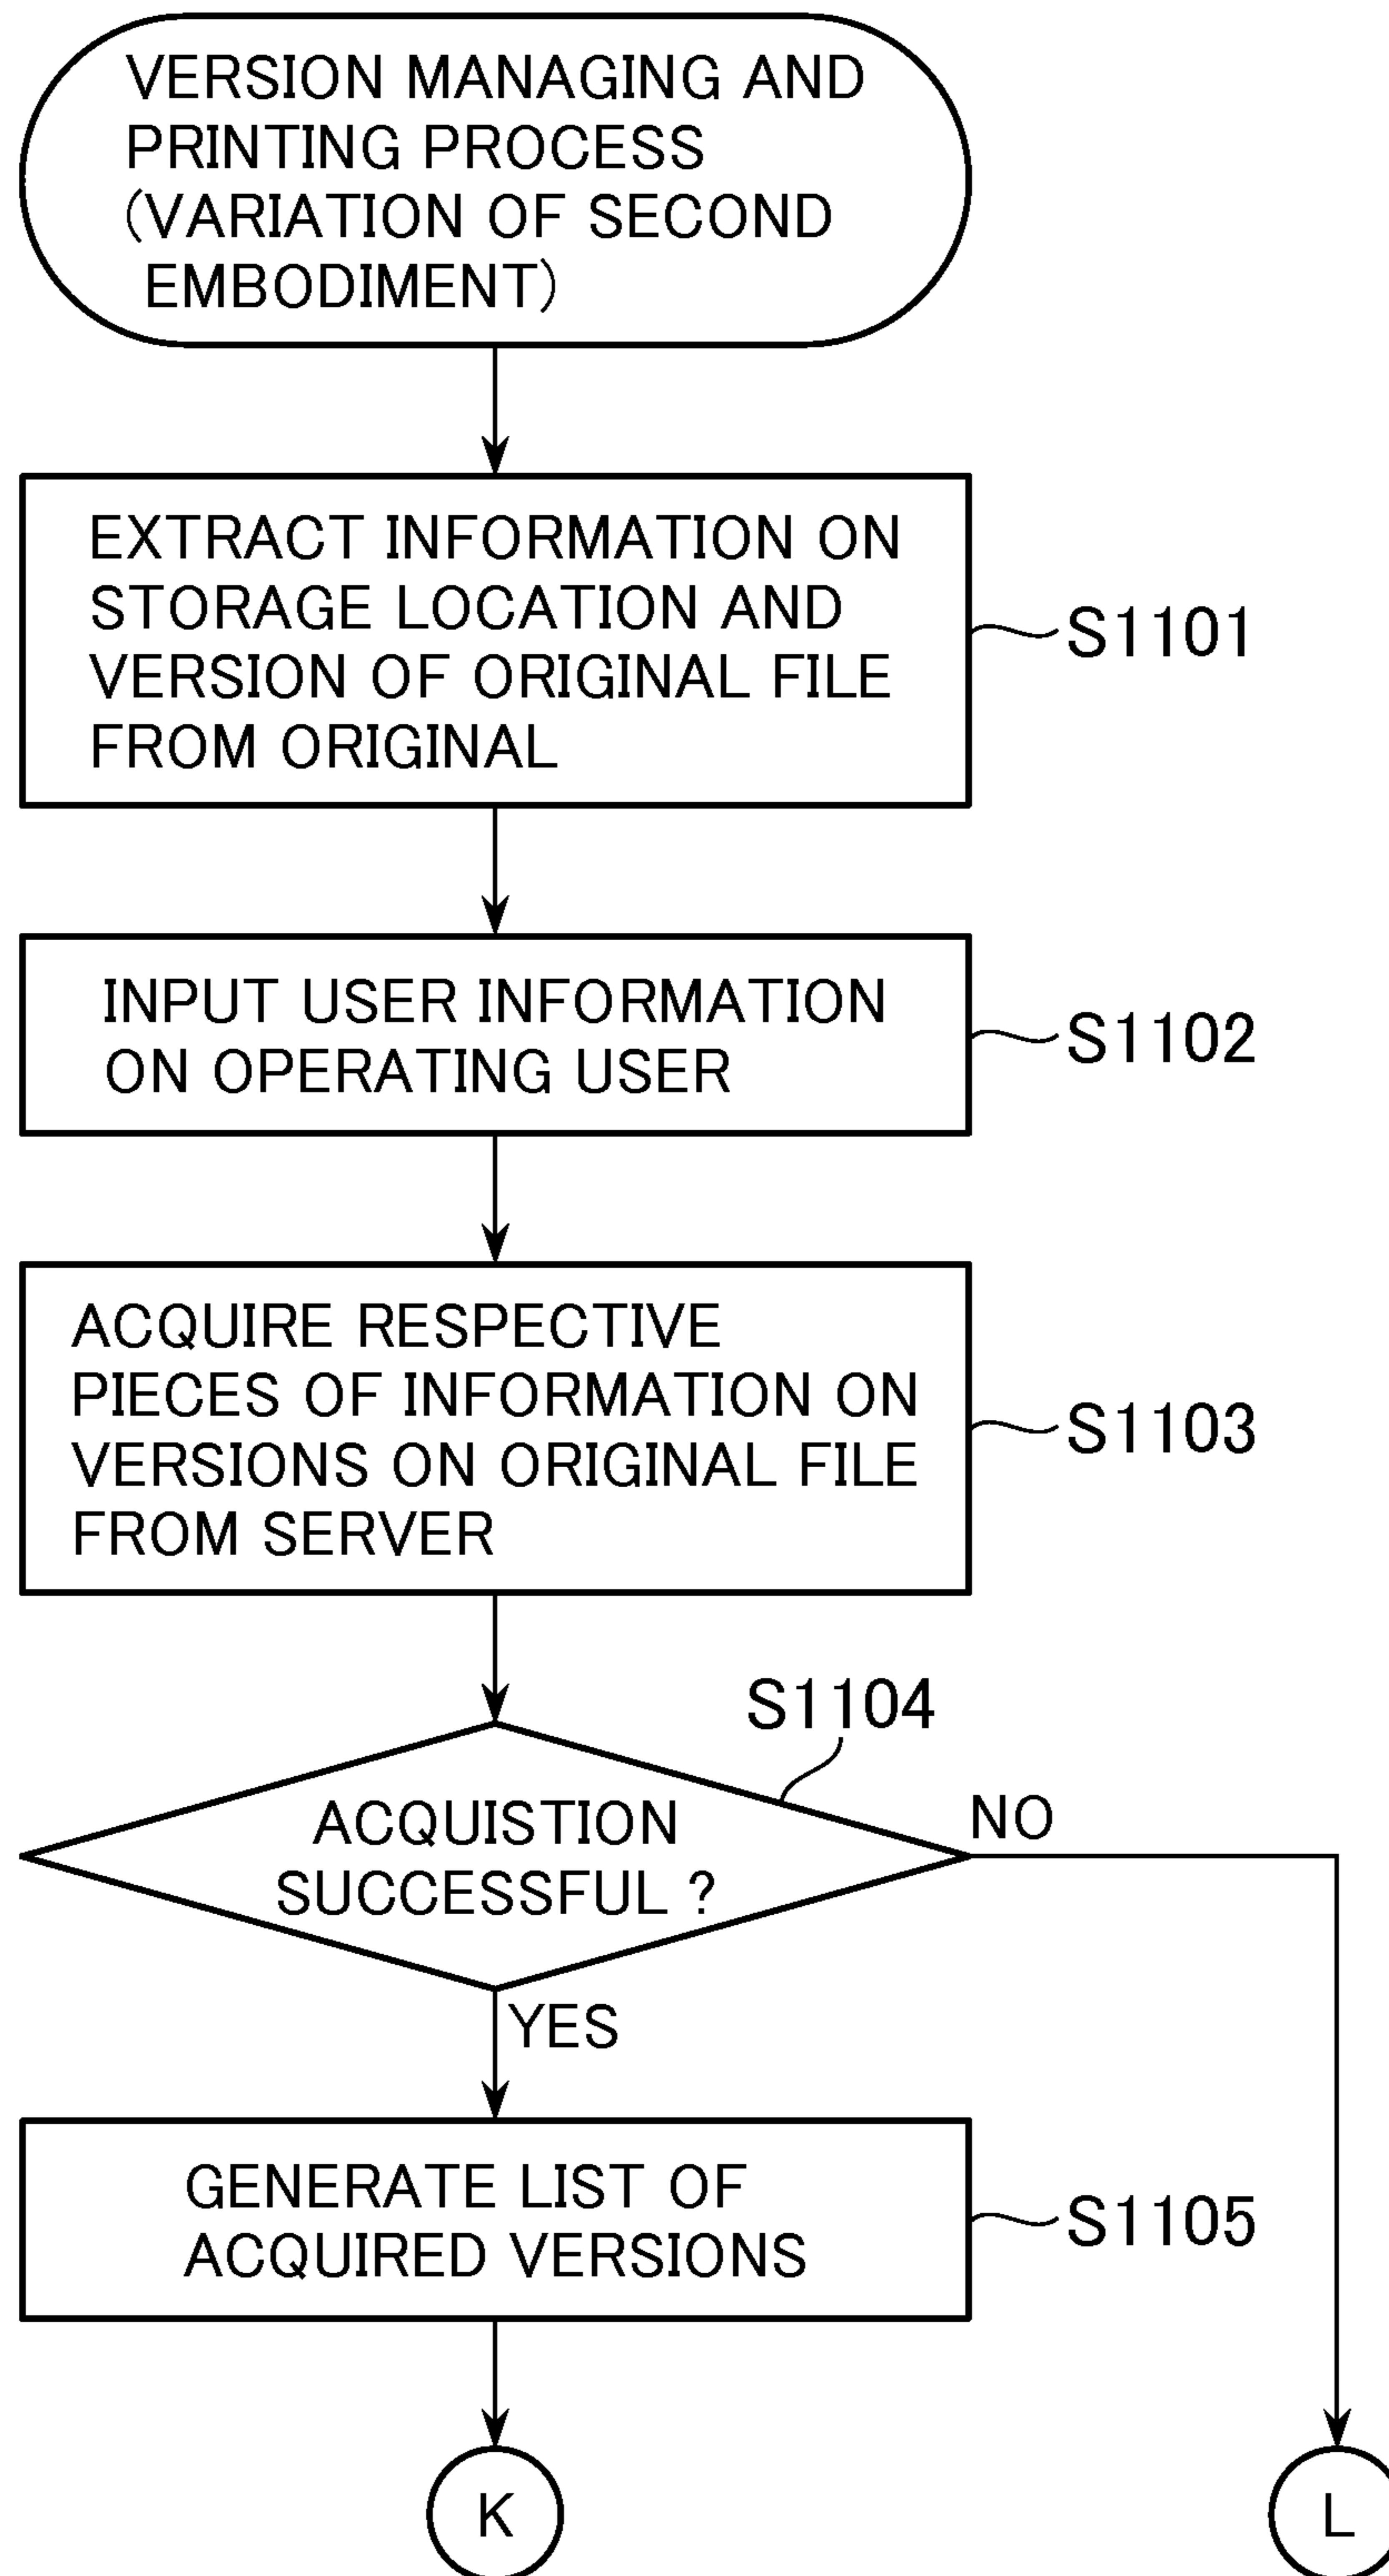 VERSION MANAGING AND
PRINTING PROCESS
(VARIATION OF SECOND
EMBODIMENT)
EXTRACT INFORMATION ON
STORAGE LOCATION AND
VERSION OF ORIGINAL FILE
FROM ORIGINAL
S1101
INPUT USER INFORMATION
ON OPERATING USER
S1102
ACQUIRE RESPECTIVE
PIECES OF INFORMATION ON
VERSIONS ON ORIGINAL FILE
FROM SERVER
S1103
S1104
ACQUISTION
SUCCESSFUL ?
NO
YES
GENERATE LIST OF
ACQUIRED VERSIONS
S1105
K
L